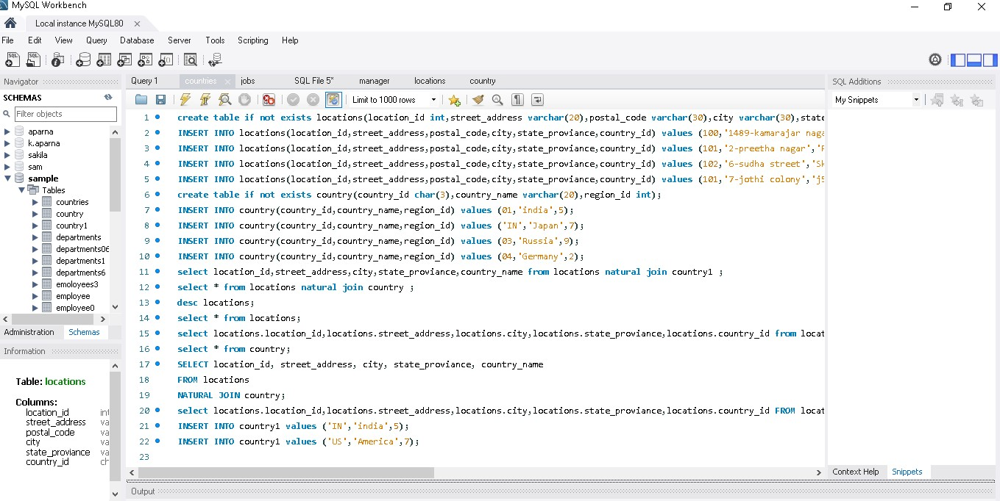 MySQL Workbench
Local instance MySQL80
File Edit View Query Database Server Tools Scripting Help
Navigator
SCHEMAS
Filter objects
aparna
k.aparna
sakila
sam
sample
Tables
countries
country
country1
departments
departments06
departments1
departments6
emoloyees3
employee
employee0
Administration Schemas
Information
Table: locations
Columns:
location_id int
street_address va
postal_code va
city va
state_proviance va
country_id ch
Query 1 countries jobs SQL File 5* manager locations country
Limit to 1000 rows
1 create table if not exists locations(location_id int,street_address varchar(20),postal_code varchar(30),city varchar(30),state
2 INSERT INTO locations(location_id,street_address,postal_code,city,state_proviance,country_id) values (100,'1489-kamarajar naga
3 INSERT INTO locations(location_id,street_address,postal_code,city,state_proviance,country_id) values (101,'2-preetha nagar','
4 INSERT INTO locations(location_id,street_address,postal_code,city,state_proviance,country_id) values (102,'6-sudha street','Sk
5 INSERT INTO locations(location_id,street_address,postal_code,city,state_proviance,country_id) values (101,'7-jothi colony','j5
6 create table if not exists country(country_id char(3),country_name varchar(20),region_id int);
7 INSERT INTO country(country_id,country_name,region_id) values (01,'india',5);
8 INSERT INTO country(country_id,country_name,region_id) values ('IN','Japan',7);
9 INSERT INTO country(country_id,country_name,region_id) values (03,'Russia',9);
10 INSERT INTO country(country_id,country_name,region_id) values (04,'Germany',2);
11 select location_id,street_address,city,state_proviance,country_name from locations natural join country1 ;
12 select * from locations natural join country ;
13 desc locations;
14 select * from locations;
15 select locations.location_id,locations.street_address,locations.city,locations.state_proviance,locations.country_id from locat
16 select * from country;
17 SELECT location_id, street_address, city, state_proviance, country_name
18 FROM locations
19 NATURAL JOIN country;
20 select locations.location_id,locations.street_address,locations.city,locations.state_proviance,locations.country_id FROM locat
21 INSERT INTO country1 values ('IN','india',5);
22 INSERT INTO country1 values ('US','America',7);
23
Output
SQL Additions
My Snippets
Context Help Snippets